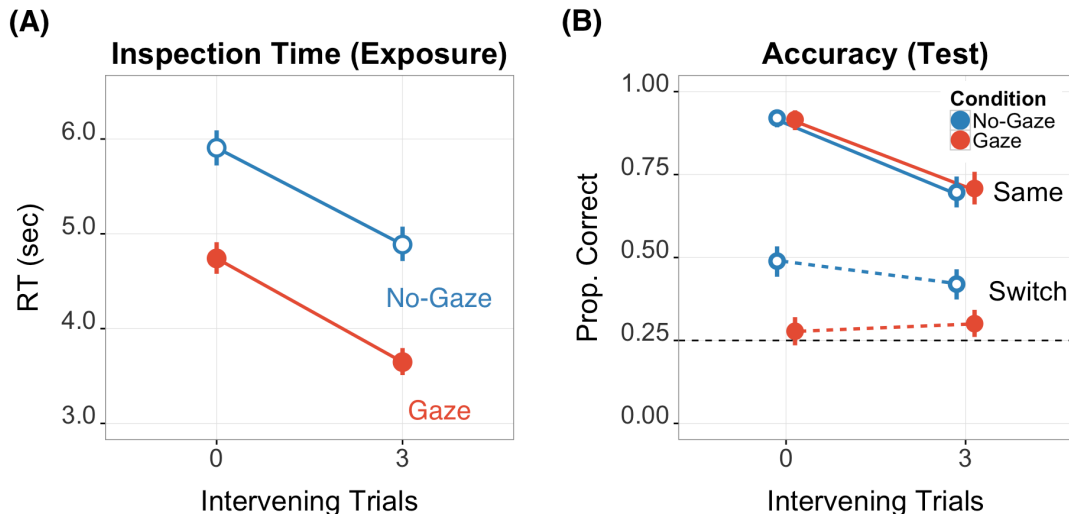 (A)
Inspection Time (Exposure)
RT (sec)
6.0
5.0
4.0
3.0
No-Gaze
Gaze
0
3
Intervening Trials
(B)
Accuracy (Test)
Prop. Correct
1.00
0.75
0.50
0.25
0.00
Condition
No-Gaze
Gaze
Same
Switch
0
3
Intervening Trials